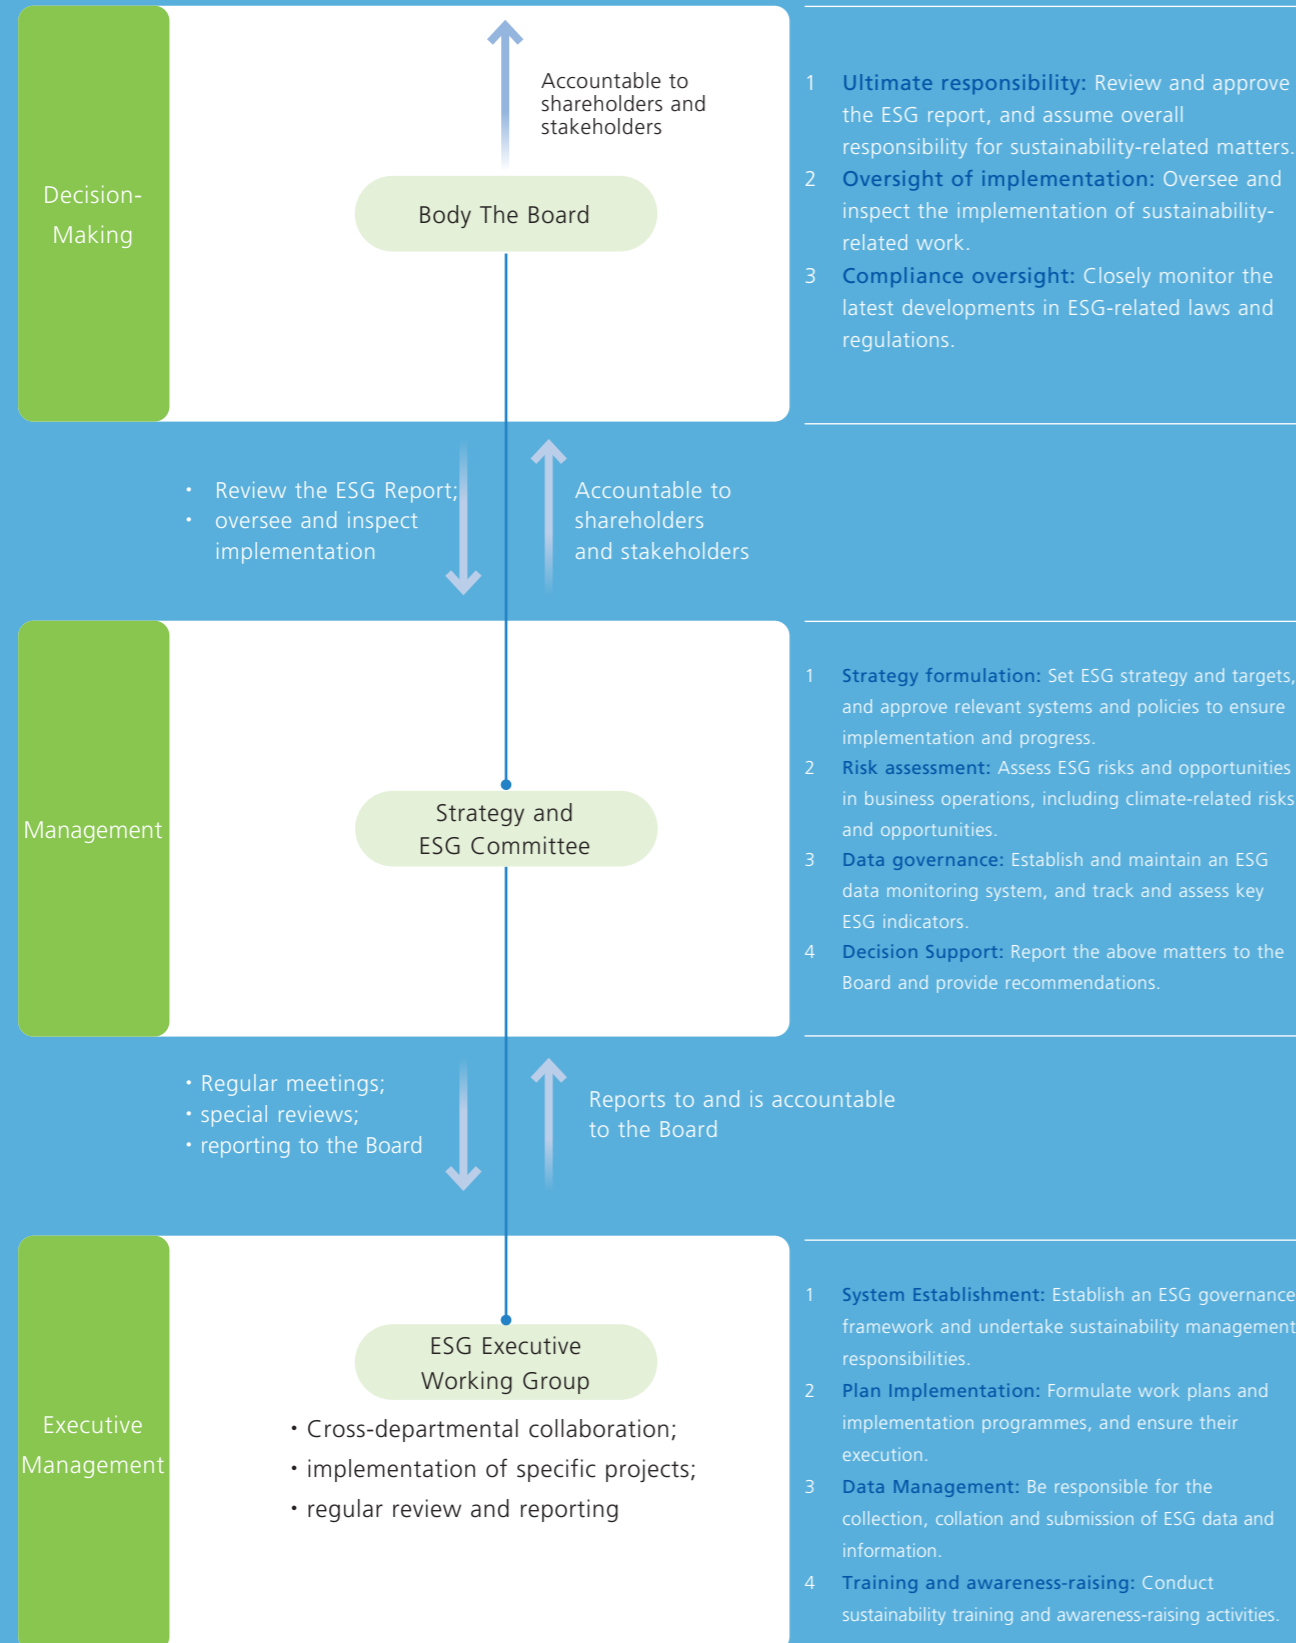 Decision-
Making
Accountable to
shareholders and
stakeholders
Body The Board
1 Ultimate responsibility: Review and approve
the ESG report, and assume overall
responsibility for sustainability-related matters.
2 Oversight of implementation: Oversee and
inspect the implementation of sustainability-
related work.
3 Compliance oversight: Closely monitor the
latest developments in ESG-related laws and
regulations.
• Review the ESG Report;
• oversee and inspect
implementation
Accountable to
shareholders
and stakeholders
Management
Strategy and
ESG Committee
1 Strategy formulation: Set ESG strategy and targets,
and approve relevant systems and policies to ensure
implementation and progress.
2 Risk assessment: Assess ESG risks and opportunities
in business operations, including climate-related risks
and opportunities.
3 Data governance: Establish and maintain an ESG
data monitoring system, and track and assess key
ESG indicators.
4 Decision Support: Report the above matters to the
Board and provide recommendations.
• Regular meetings;
• special reviews;
• reporting to the Board
Reports to and is accountable
to the Board
Executive
Management
ESG Executive
Working Group
• Cross-departmental collaboration;
• implementation of specific projects;
• regular review and reporting
1 System Establishment: Establish an ESG governance
framework and undertake sustainability management
responsibilities.
2 Plan Implementation: Formulate work plans and
implementation programmes, and ensure their
execution.
3 Data Management: Be responsible for the
collection, collation and submission of ESG data and
information.
4 Training and awareness-raising: Conduct
sustainability training and awareness-raising activities.